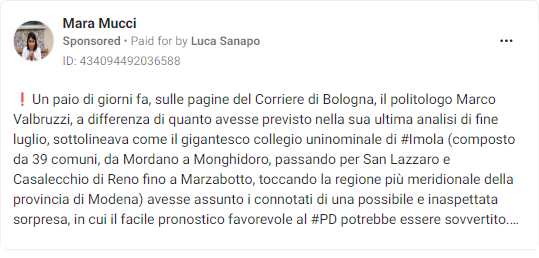 Mara Mucci
Sponsored • Paid for by Luca Sanapo
ID: 434094492036588
❗ Un paio di giorni fa, sulle pagine del Corriere di Bologna, il politologo Marco
Valbruzzi, a differenza di quanto avesse previsto nella sua ultima analisi di fine
luglio, sottolineava come il gigantesco collegio uninominale di #Imola (composto
da 39 comuni, da Mordano a Monghidoro, passando per San Lazzaro e
Casalecchio di Reno fino a Marzabotto, toccando la regione più meridionale della
provincia di Modena) avesse assunto i connotati di una possibile e inaspettata
sorpresa, in cui il facile pronostico favorevole al #PD potrebbe essere sovvertito....